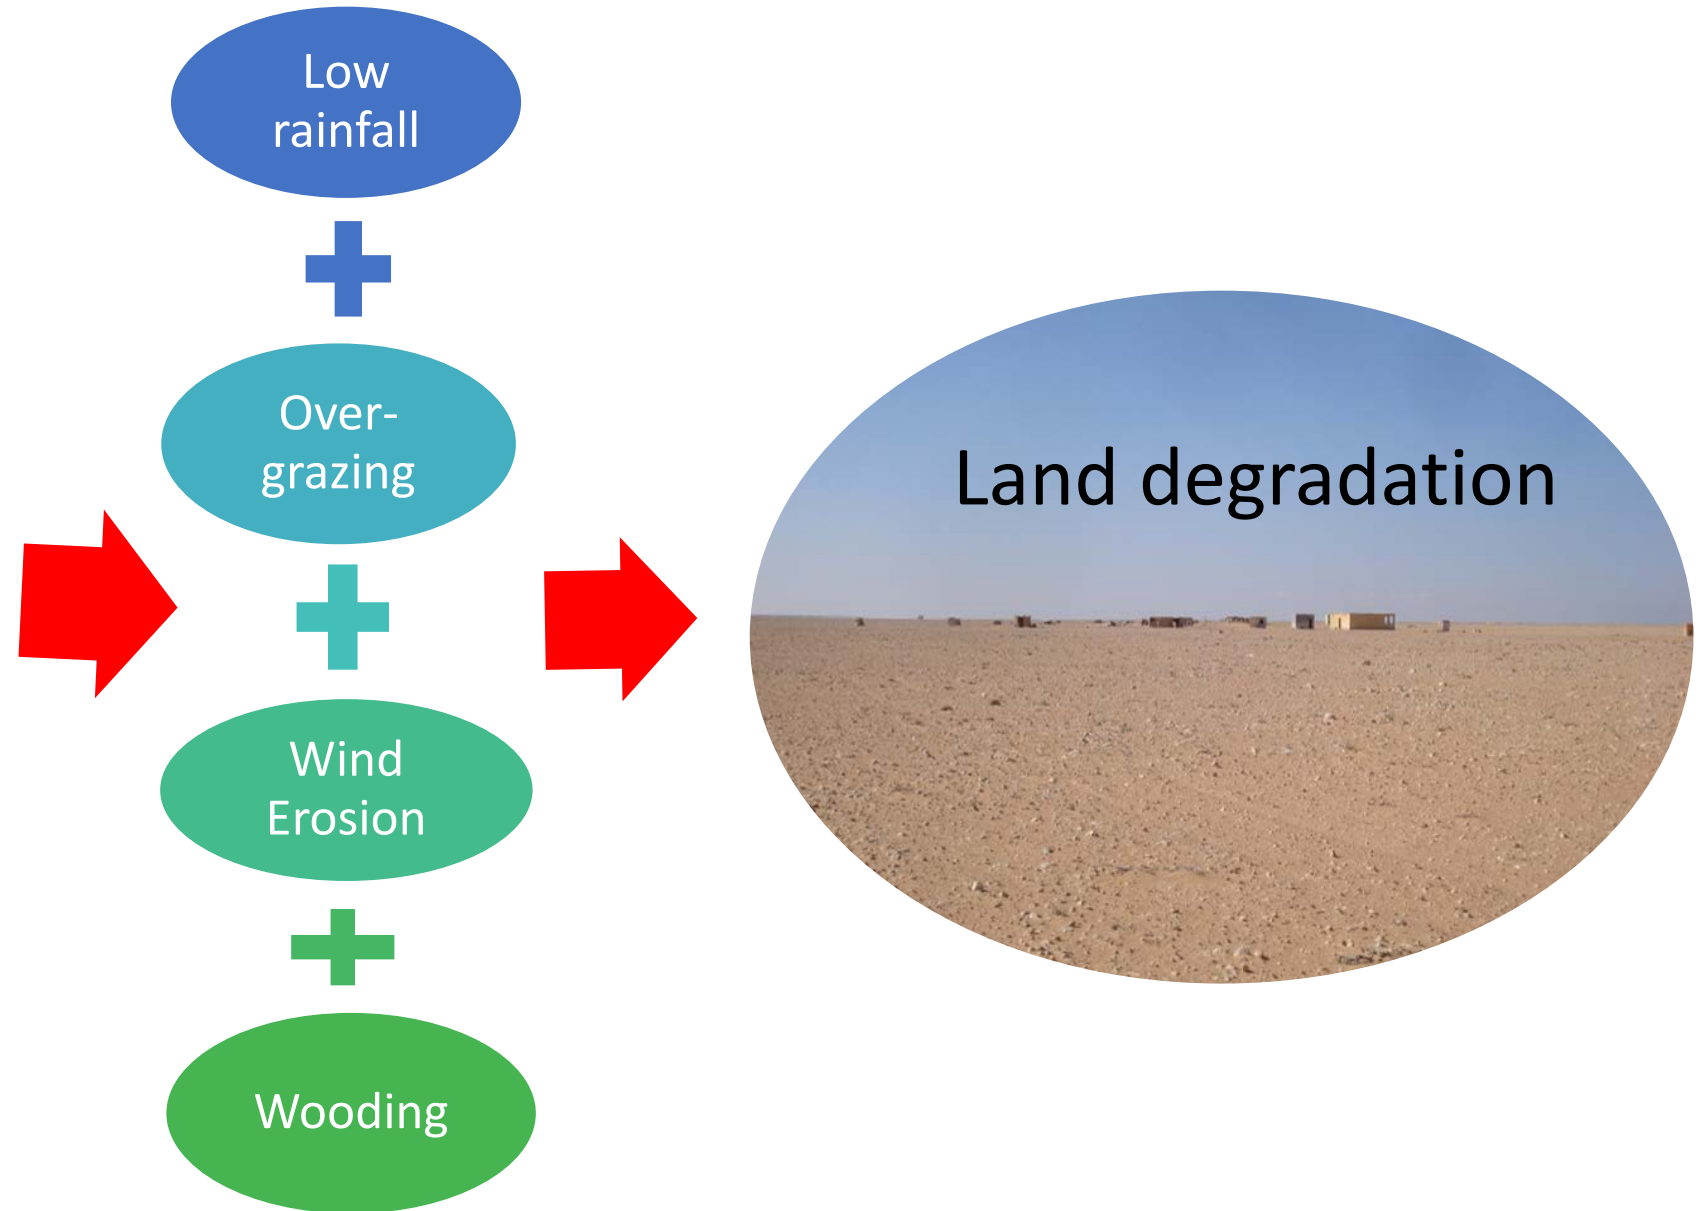 Low
rainfall
Over-
grazing
Wind
Erosion
Wooding
Land degradation